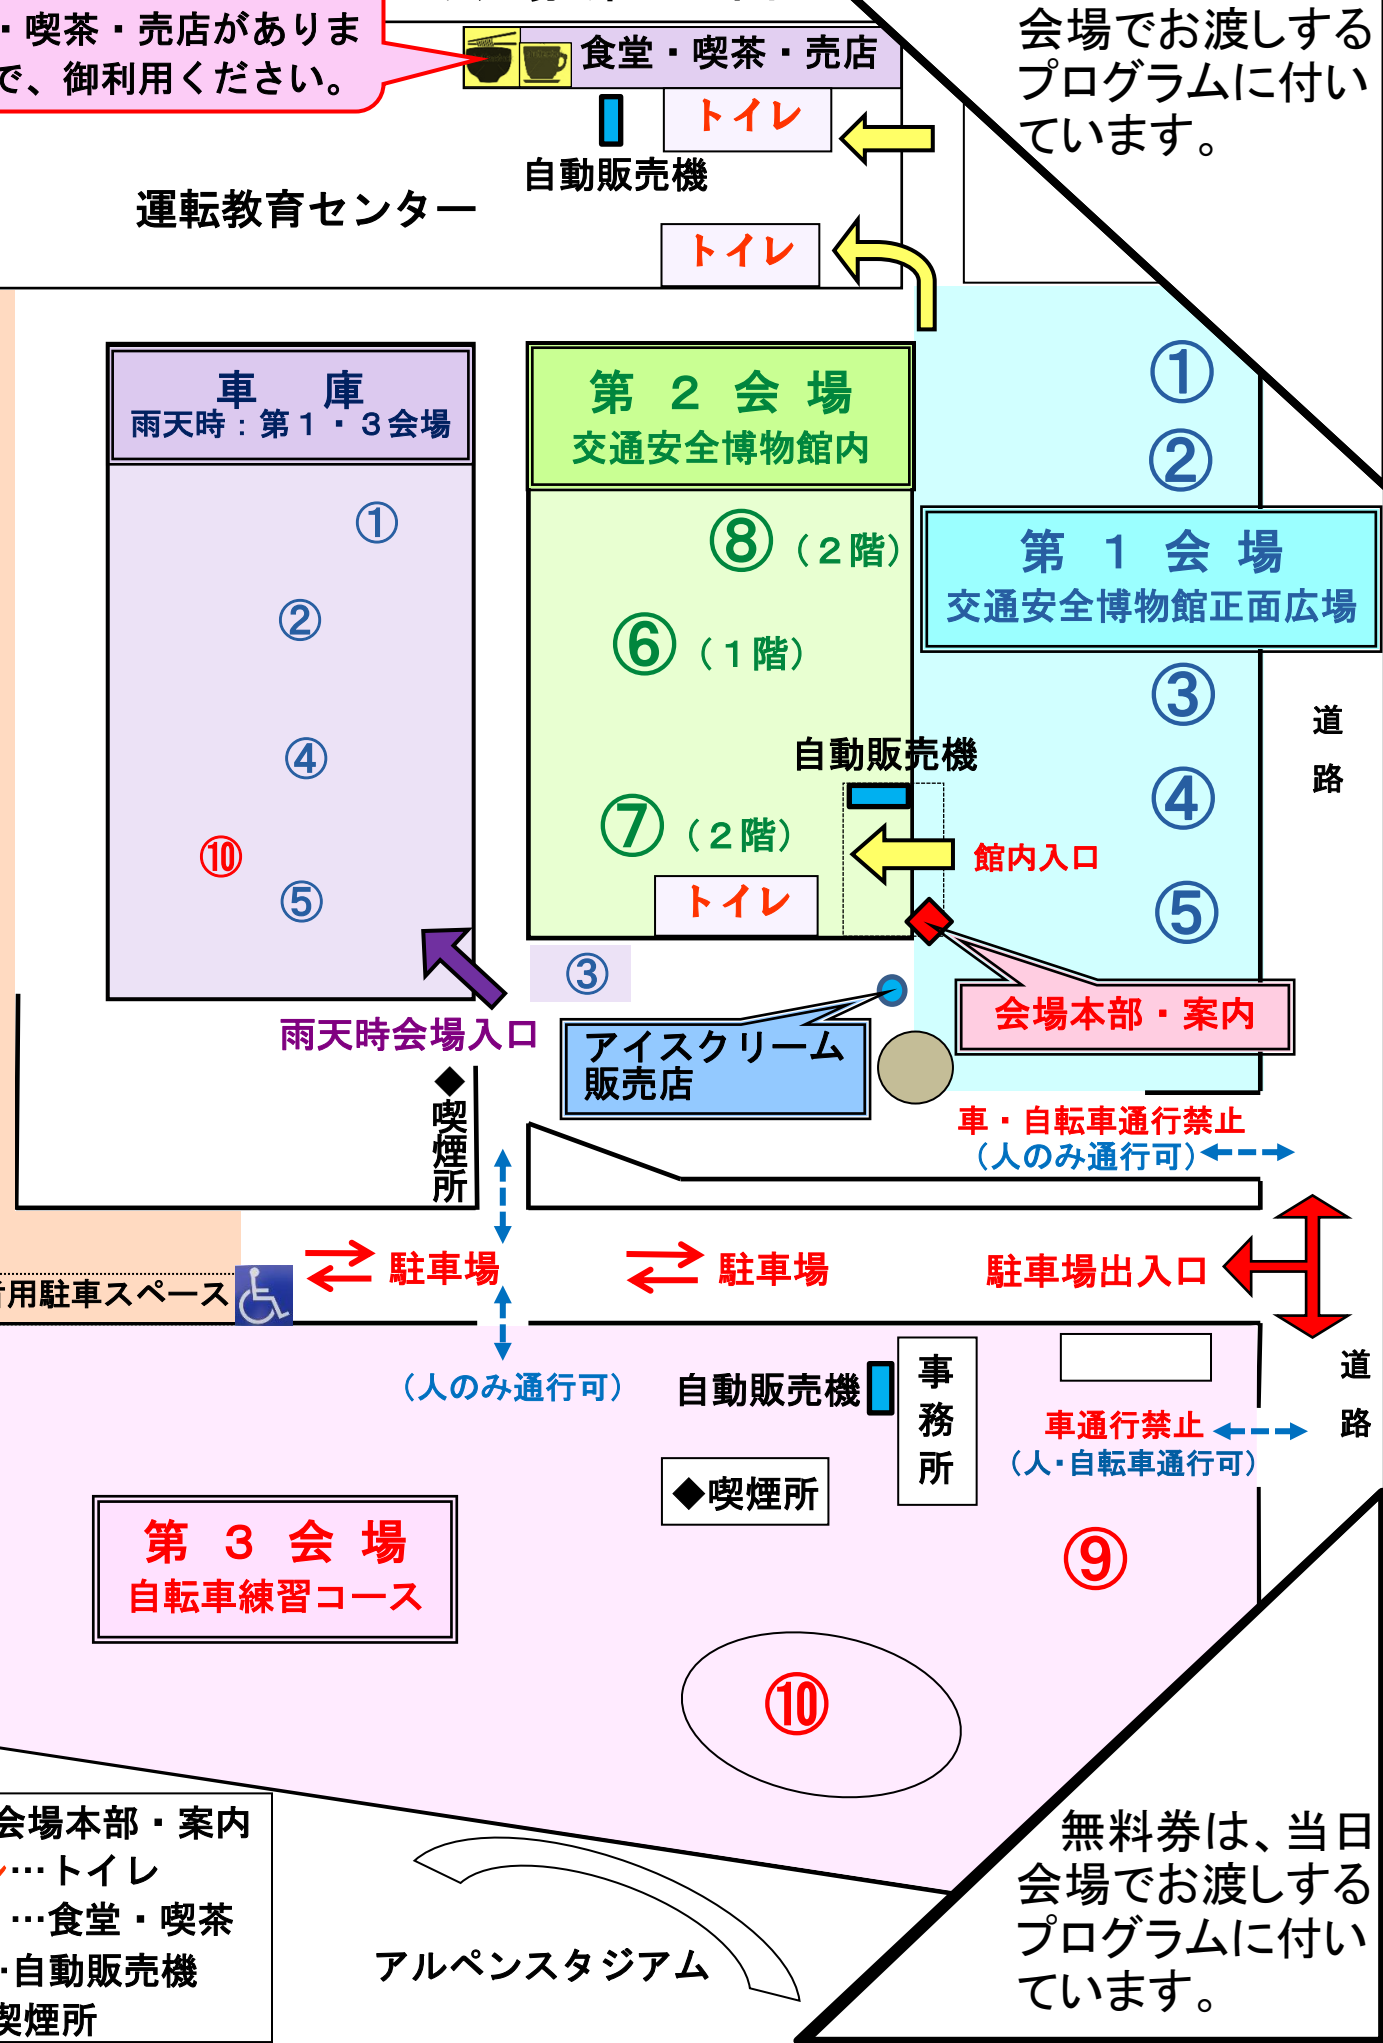 ・喫茶・売店がありま
で、御利用ください。
食堂・喫茶・売店
会場でお渡しする
プログラムに付い
ています。
トイレ
自動販売機
運転教育センター
トイレ
車　庫
雨天時：第１・３会場
①
②
④
⑩
⑤
雨天時会場入口
第　２　会　場
交通安全博物館内
⑧（２階）
⑥（１階）
自動販売機
⑦（２階）
トイレ
③
①
②
第　１　会　場
交通安全博物館正面広場
③
④
⑤
道
路
館内入口
会場本部・案内
アイスクリーム
販売店
◆喫煙所
車・自転車通行禁止
（人のみ通行可）
用駐車スペース
駐車場
駐車場
駐車場出入口
（人のみ通行可）
自動販売機
事務所
道
路
車通行禁止
（人・自転車通行可）
◆喫煙所
第　３　会　場
自転車練習コース
⑨
⑩
会場本部・案内
…トイレ
…食堂・喫茶
自動販売機
喫煙所
アルペンスタジアム
無料券は、当日
会場でお渡しする
プログラムに付い
ています。